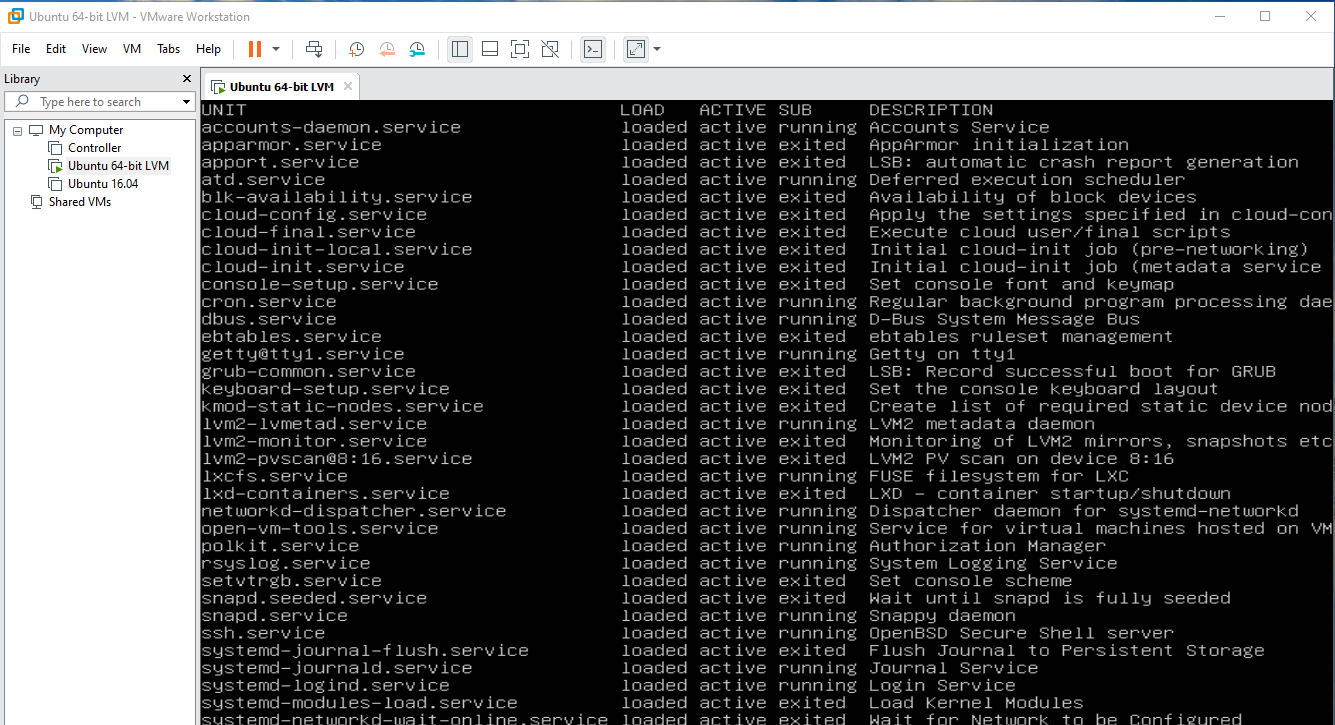 Ubuntu 64-bit LVM - VMware Workstation
File Edit View VM Tabs Help
Library
Type here to search
My Computer
Controller
Ubuntu 64-bit LVM
Ubuntu 16.04
Shared VMs
Ubuntu 64-bit LVM
UNIT LOAD ACTIVE SUB DESCRIPTION
accounts-daemon.service loaded active running Accounts Service
apparmor.service loaded active exited AppArmor initialization
apport.service loaded active exited LSB: automatic crash report generation
atd.service loaded active running Deferred execution scheduler
blk-availability.service loaded active exited Availability of block devices
cloud-config.service loaded active exited Apply the settings specified in cloud-con
cloud-final.service loaded active exited Execute cloud user/final scripts
cloud-init-local.service loaded active exited Initial cloud-init job (pre-networking)
cloud-init.service loaded active exited Initial cloud-init job (metadata service
console-setup.service loaded active exited Set console font and keymap
cron.service loaded active running Regular background program processing dae
dbus.service loaded active running D-Bus System Message Bus
ebtables.service loaded active exited ebtables ruleset management
getty@tty1.service loaded active running Getty on tty1
grub-common.service loaded active exited LSB: Record successful boot for GRUB
keyboard-setup.service loaded active exited Set the console keyboard layout
kmod-static-nodes.service loaded active exited Create list of required static device nod
lvm2-lvmetad.service loaded active running LVM2 metadata daemon
lvm2-monitor.service loaded active exited Monitoring of LVM2 mirrors, snapshots etc
lvm2-pvscan@8:16.service loaded active exited LVM2 PV scan on device 8:16
lxcfs.service loaded active running FUSE filesystem for LXC
lxd-containers.service loaded active exited LXD - container startup/shutdown
networkd-dispatcher.service loaded active running Dispatcher daemon for systemd-networkd
open-vm-tools.service loaded active running Service for virtual machines hosted on VM
polkit.service loaded active running Authorization Manager
rsyslog.service loaded active running System Logging Service
setvtrgb.service loaded active exited Set console scheme
snapd.seeded.service loaded active exited Wait until snapd is fully seeded
snapd.service loaded active running Snappy daemon
ssh.service loaded active running OpenBSD Secure Shell server
systemd-journal-flush.service loaded active exited Flush Journal to Persistent Storage
systemd-journald.service loaded active running Journal Service
systemd-logind.service loaded active running Login Service
systemd-modules-load.service loaded active exited Load Kernel Modules
systemd-networkd-wait-online.service loaded active exited Wait for Network to be Configured